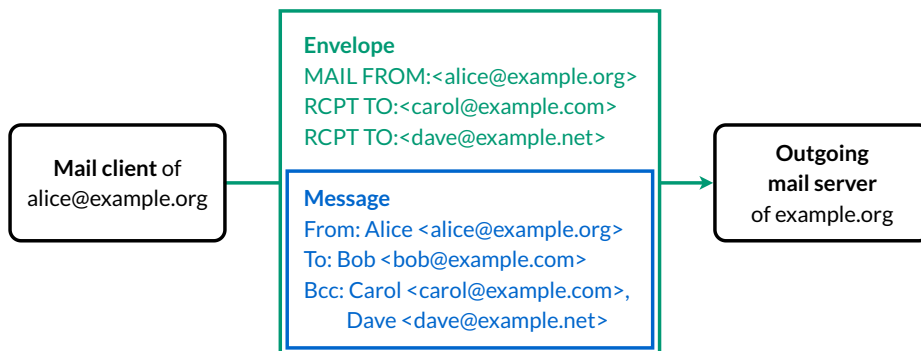 Envelope
MAIL FROM:<alice@example.org>
RCPT TO:<carol@example.com>
RCPT TO:<dave@example.net>
Mail client of
alice@example.org
Message
From: Alice <alice@example.org>
To: Bob <bob@example.com>
Bcc: Carol <carol@example.com>,
Dave <dave@example.net>
Outgoing
mail server
of example.org